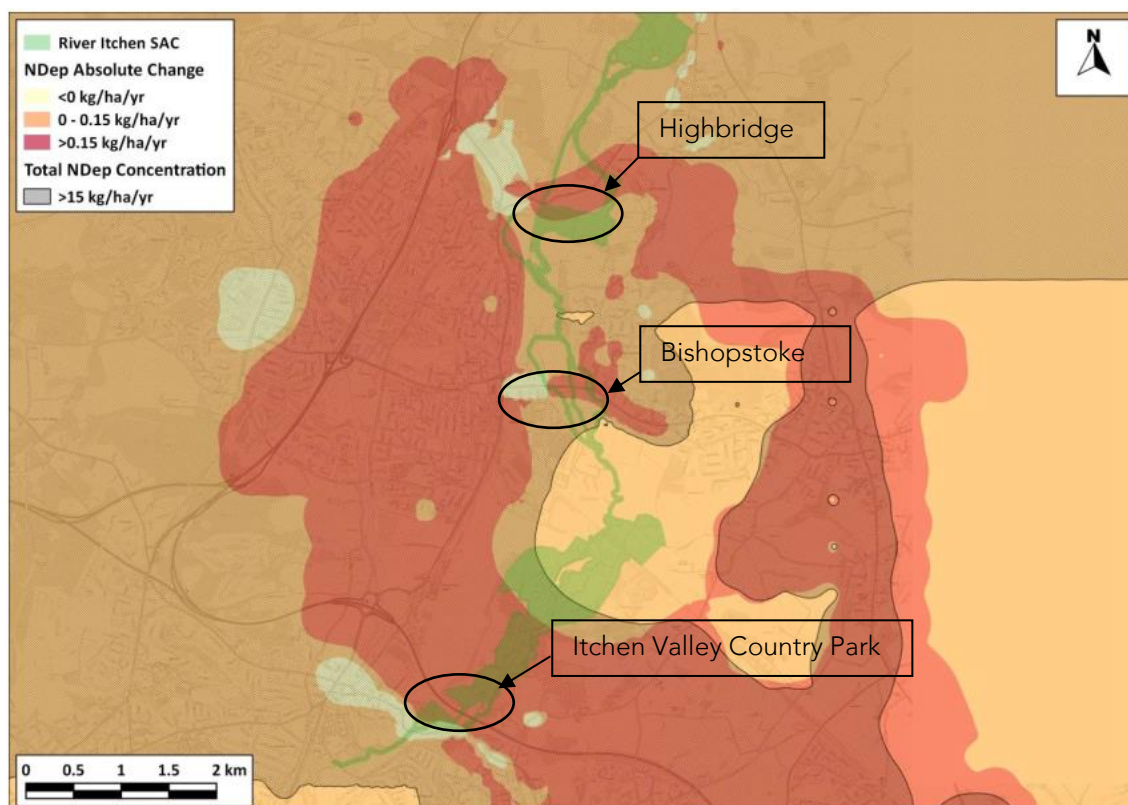 River Itchen SAC
NDep Absolute Change
<0 kg/ha/yr
0 - 0.15 kg/ha/yr
>0.15 kg/ha/yr
Total NDep Concentration
>15 kg/ha/yr
N
Highbridge
Bishopstoke
Itchen Valley Country Park
0 0.5 1 1.5 2 km